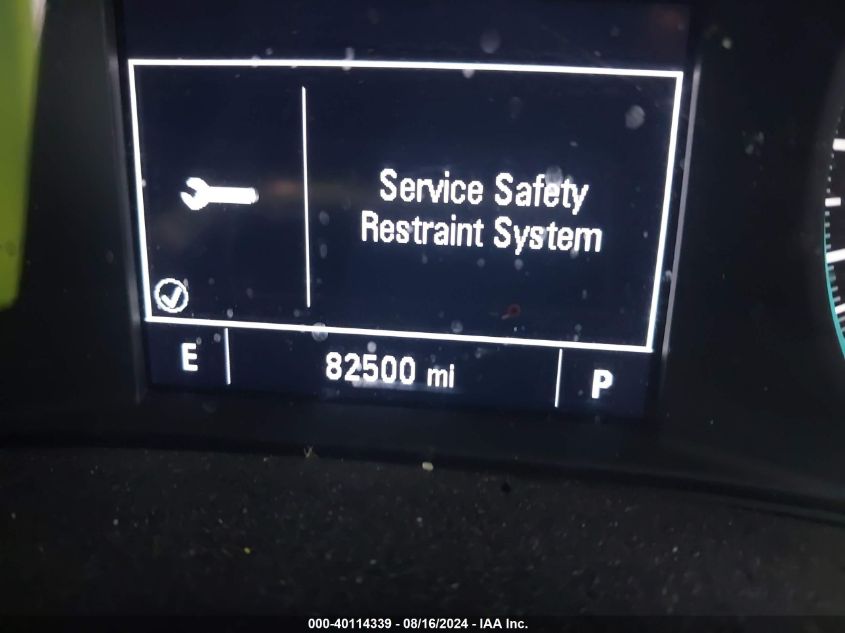 Service Safety
Restraint System
E
82500 mi
P
000-40114339 - 08/16/2024 - IAA Inc.